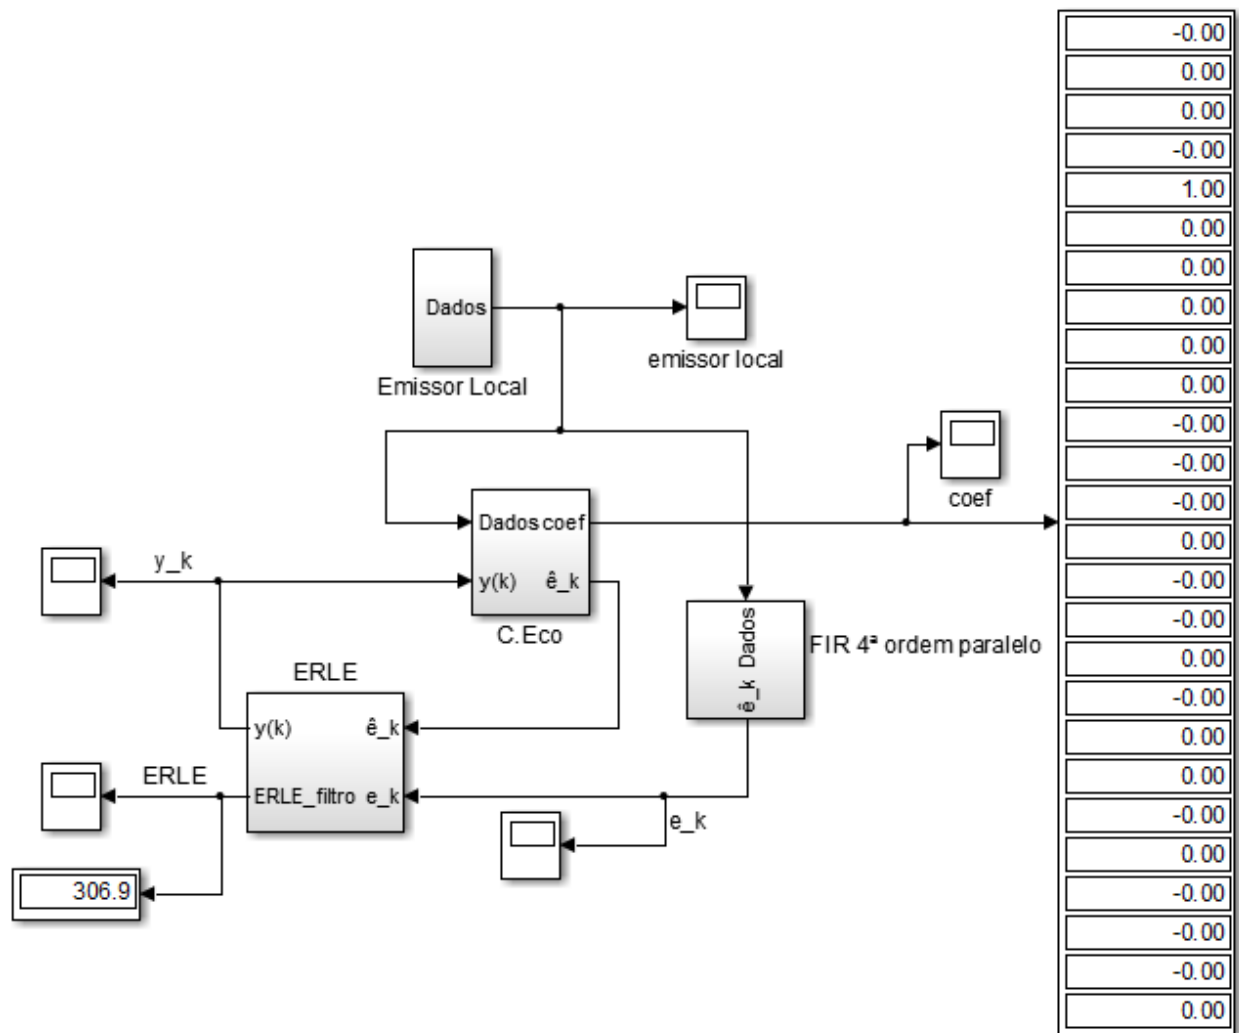 Dados
Emissor Local
emissor local
coef
Dados coef
y(k) ê_k
C.Eco
y_k
ê_k Dados
FIR 4ª ordem paralelo
ERLE
y(k) ê_k
ERLE_filtro e_k
ERLE
e_k
306.9
-0.00
0.00
0.00
-0.00
1.00
0.00
0.00
0.00
0.00
0.00
-0.00
-0.00
-0.00
0.00
-0.00
-0.00
0.00
-0.00
0.00
0.00
-0.00
0.00
-0.00
-0.00
-0.00
0.00